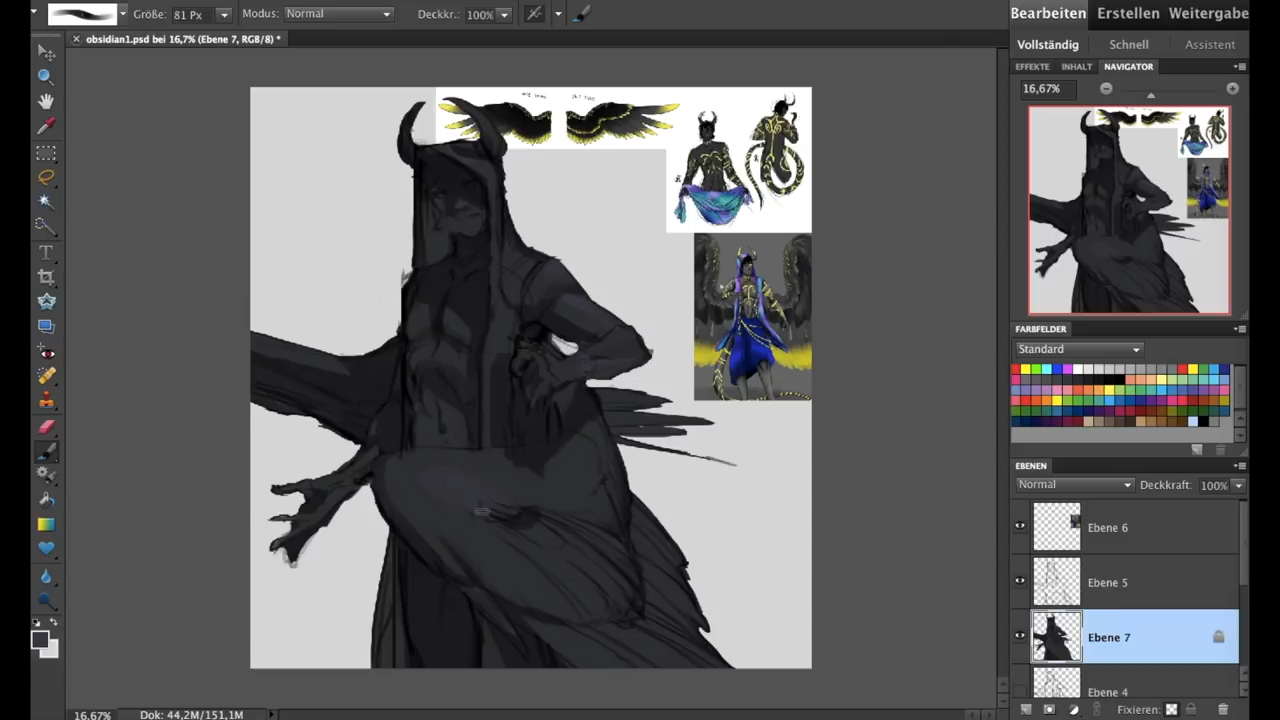 Größe: 81 Px Modus: Normal Deckkr.: 100%
Bearbeiten Erstellen Weitergabe
obsidian1.psd bei 16,7% (Ebene 7, RGB/8) *
Vollständig Schnell Assistent
EFFEKTE INHALT NAVIGATOR
16,67%
FARBFELDER
Standard
EBENEN
Normal Deckkraft: 100%
Ebene 6
Ebene 5
Ebene 7
Ebene 4
16,67% Dok: 44,2M/151,1M
Fixieren: